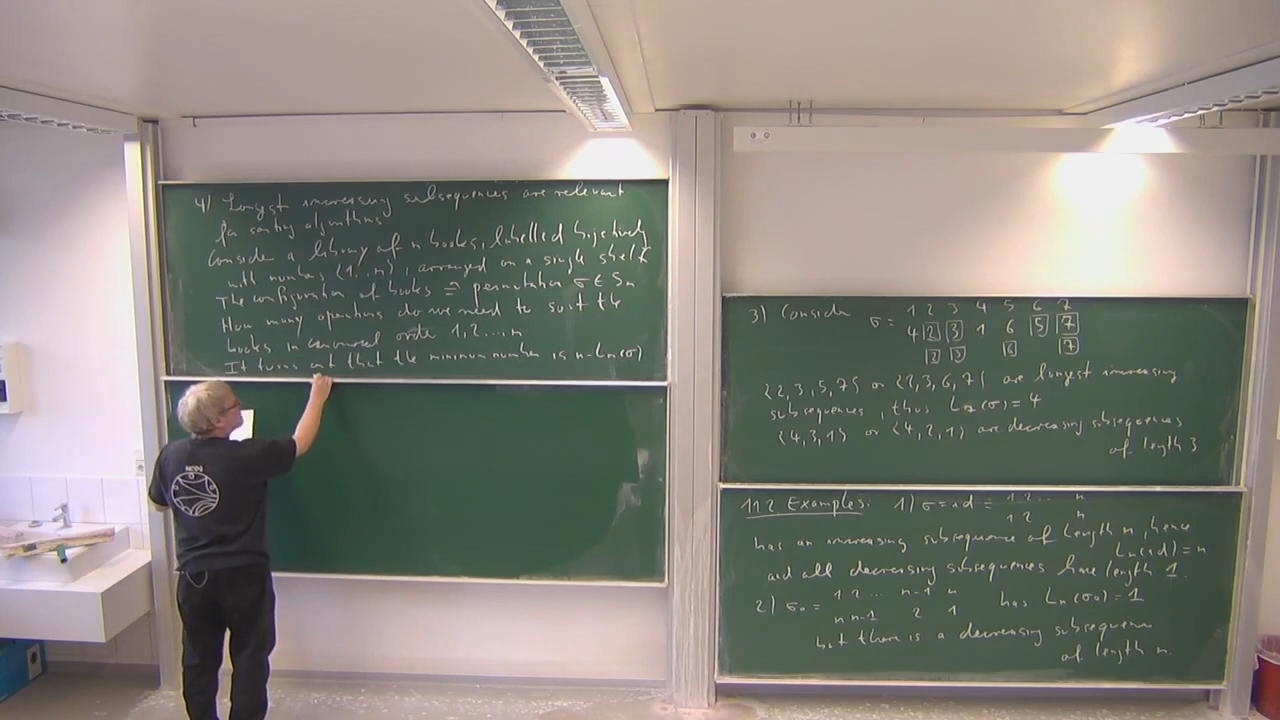 4) Longest increasing subsequences are relevant
for sorting algorithms
Consider a library of n books, labelled bijectively
with numbers {1...n}, arranged on a single shelf
The configuration of books ≙ permutation σ ∈ Sn
How many operations do we need to sort the
books in canonical order 1,2...,n
It turns out that the minimum number is n-Ln(σ)
3) Consider σ = 1 2 3 4 5 6 7
4 2 3 1 6 5 7
2 3 6 7
{2,3,5,7} or {2,3,6,7} are longest increasing
subsequences, thus L7(σ)=4
{4,3,1} or {4,2,1} are decreasing subsequences
of length 3
11.2 Examples: 1) σ=id= 1 2 ... n
1 2 n
has an increasing subsequence of length n, hence
Ln(id)=n
and all decreasing subsequences have length 1.
2) σ0 = 1 2 ... n-1 n has Ln(σ0)=1
n n-1 2 1
but there is a decreasing subsequence
of length n.